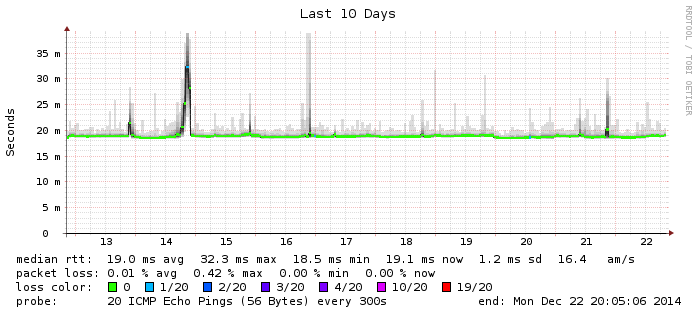 Last 10 Days
RRDTOOL / TOBI OETIKER
Seconds
35 m
30 m
25 m
20 m
15 m
10 m
5 m
0
13 14 15 16 17 18 19 20 21 22
median rtt: 19.0 ms avg 32.3 ms max 18.5 ms min 19.1 ms now 1.2 ms sd 16.4 am/s
packet loss: 0.01 % avg 0.42 % max 0.00 % min 0.00 % now
loss color: 0 1/20 2/20 3/20 4/20 10/20 19/20
probe: 20 ICMP Echo Pings (56 Bytes) every 300s end: Mon Dec 22 20:05:06 2014